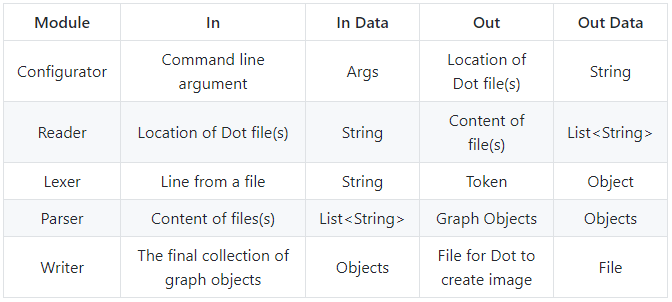 Module In In Data Out Out Data
Configurator Command line argument Args Location of Dot file(s) String
Reader Location of Dot file(s) String Content of file(s) List<String>
Lexer Line from a file String Token Object
Parser Content of files(s) List<String> Graph Objects Objects
Writer The final collection of graph objects Objects File for Dot to create image File